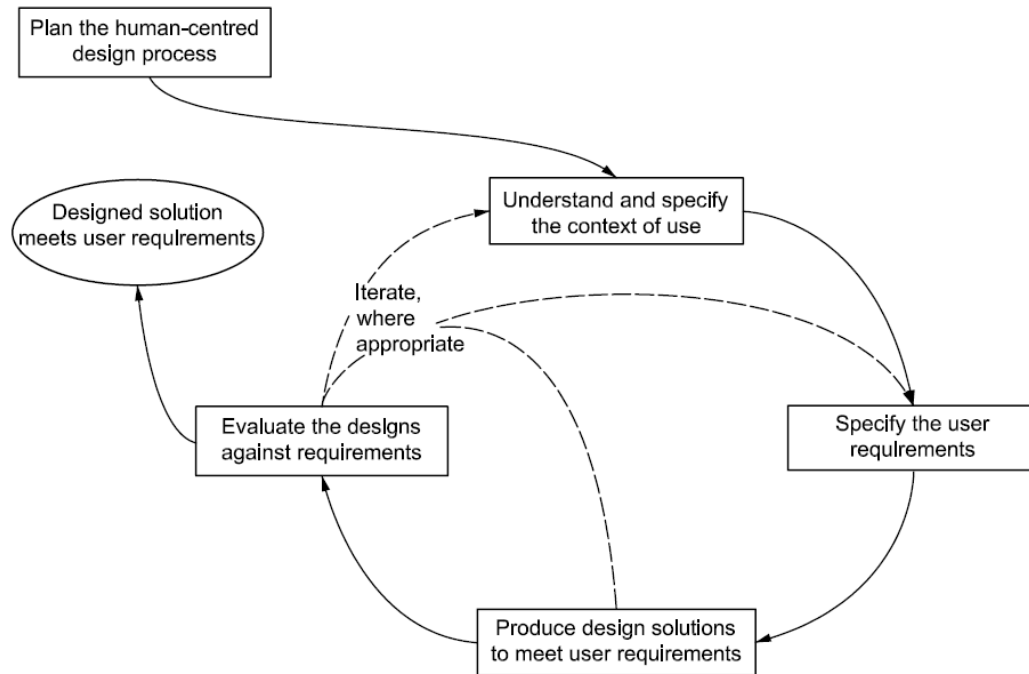 Plan the human-centred
design process
Understand and specify
the context of use
Designed solution
meets user requirements
Iterate,
where
appropriate
Evaluate the designs
against requirements
Specify the user
requirements
Produce design solutions
to meet user requirements